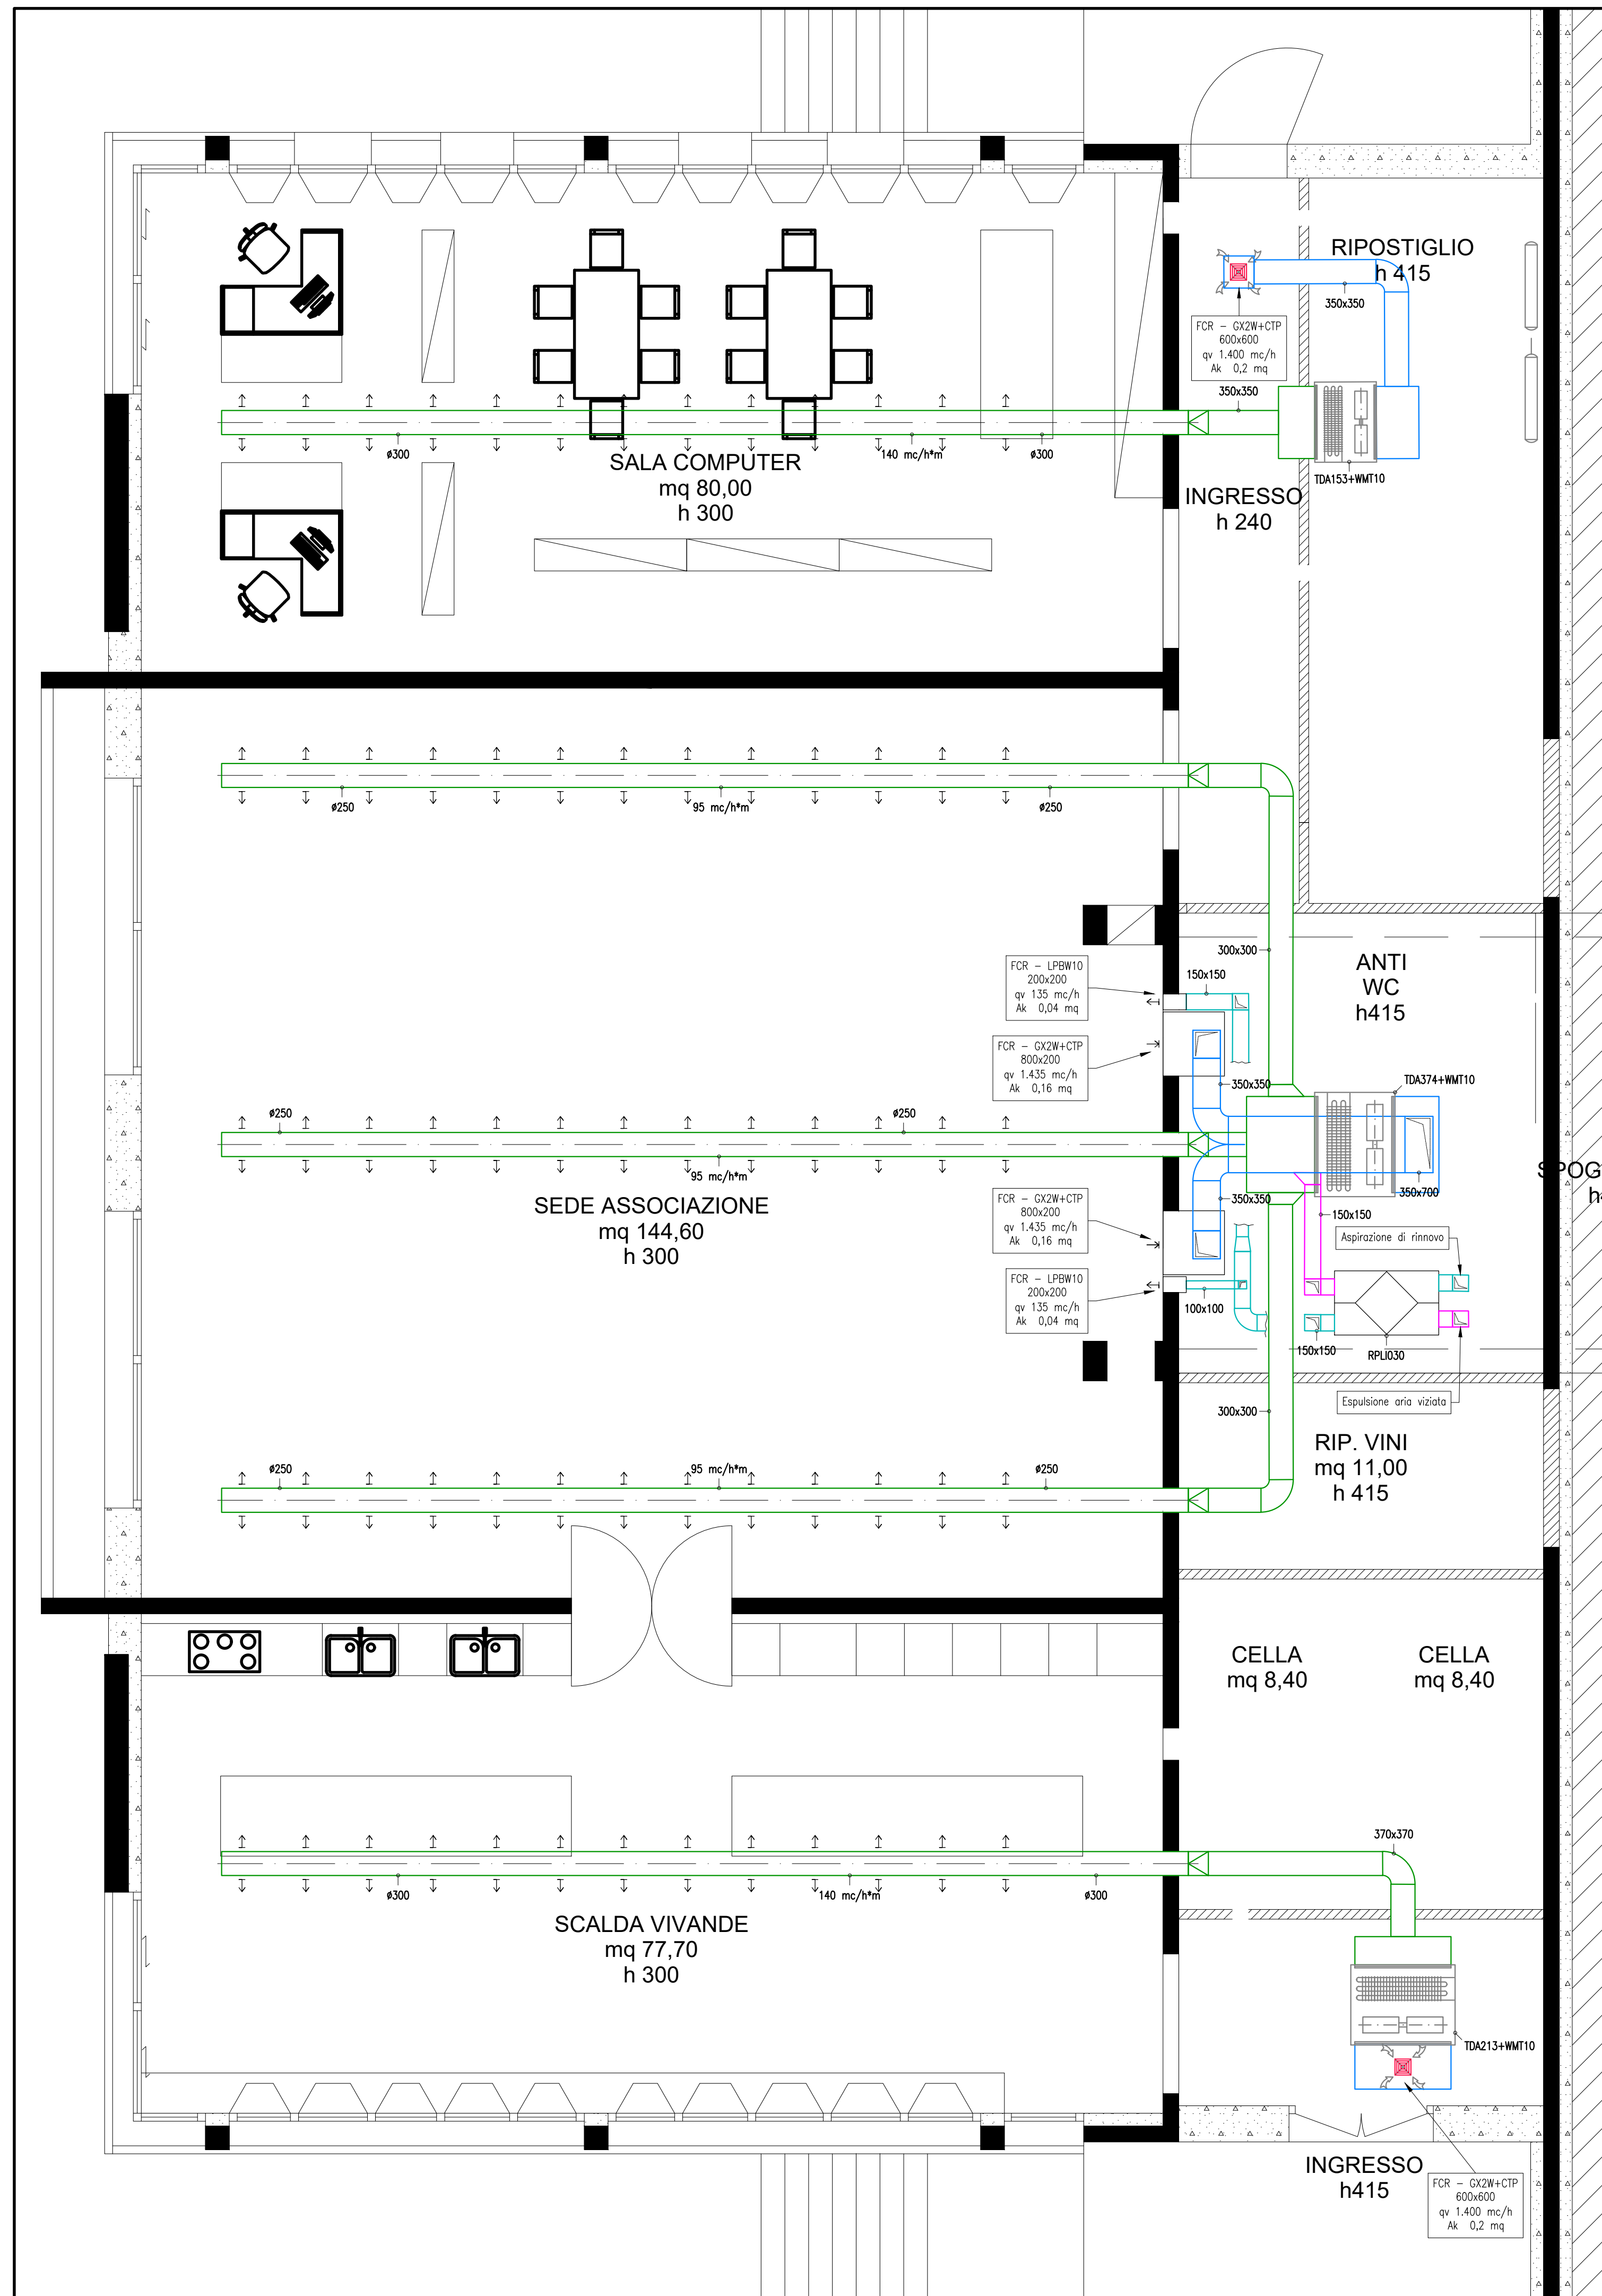 RIPOSTIGLIO
h 415
350x350
FCR - GX2W+CTP
600x600
qv 1.400 mc/h
Ak 0,2 mq
350x350
ø300
140 mc/h*m
ø300
TDA153+WMT10
SALA COMPUTER
mq 80,00
h 300
INGRESSO
h 240
ø250
95 mc/h*m
ø250
300x300
ANTI
WC
h415
FCR - LPBW10
200x200
qv 135 mc/h
Ak 0,04 mq
150x150
FCR - GX2W+CTP
800x200
qv 1.435 mc/h
Ak 0,16 mq
350x350
TDA374+WMT10
ø250
ø250
95 mc/h*m
SEDE ASSOCIAZIONE
mq 144,60
h 300
FCR - GX2W+CTP
800x200
qv 1.435 mc/h
Ak 0,16 mq
350x350
350x700
SPOG
h
150x150
Aspirazione di rinnovo
FCR - LPBW10
200x200
qv 135 mc/h
Ak 0,04 mq
100x100
150x150
RPLI030
Espulsione aria viziata
300x300
RIP. VINI
mq 11,00
h 415
ø250
95 mc/h*m
ø250
CELLA
mq 8,40
CELLA
mq 8,40
370x370
ø300
140 mc/h*m
ø300
SCALDA VIVANDE
mq 77,70
h 300
TDA213+WMT10
INGRESSO
h415
FCR - GX2W+CTP
600x600
qv 1.400 mc/h
Ak 0,2 mq